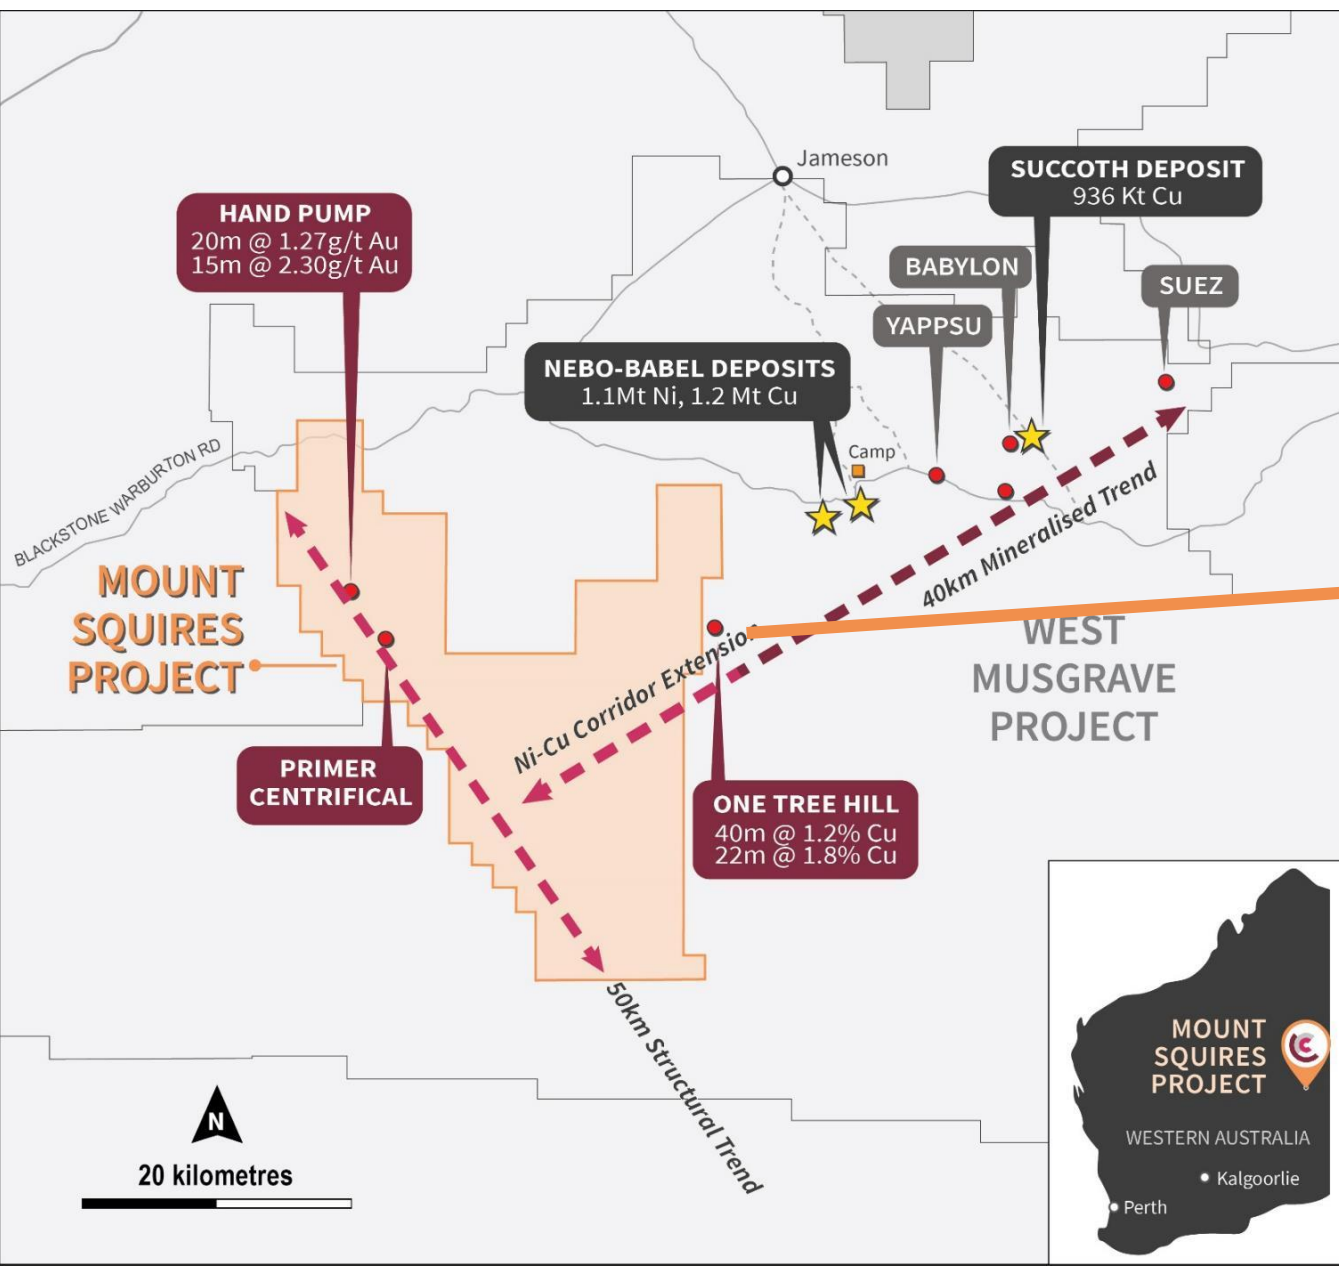 Jameson
SUCCOTH DEPOSIT
936 Kt Cu
HAND PUMP
20m @ 1.27g/t Au
15m @ 2.30g/t Au
BABYLON
SUEZ
YAPPSU
NEBO-BABEL DEPOSITS
1.1Mt Ni, 1.2 Mt Cu
Camp
BLACKSTONE WARBURTON RD
40km Mineralised Trend
MOUNT
SQUIRES
PROJECT
WEST
MUSGRAVE
PROJECT
Ni-Cu Corridor Extension
PRIMER
CENTRIFICAL
ONE TREE HILL
40m @ 1.2% Cu
22m @ 1.8% Cu
50km Structural Trend
N
20 kilometres
MOUNT
SQUIRES
PROJECT
WESTERN AUSTRALIA
Kalgoorlie
Perth